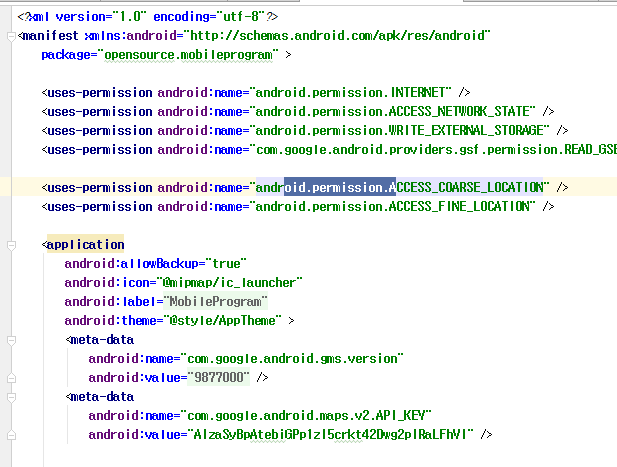 <?xml version="1.0" encoding="utf-8"?>
<manifest xmlns:android="http://schemas.android.com/apk/res/android"
package="opensource.mobileprogram" >
<uses-permission android:name="android.permission.INTERNET" />
<uses-permission android:name="android.permission.ACCESS_NETWORK_STATE" />
<uses-permission android:name="android.permission.WRITE_EXTERNAL_STORAGE" />
<uses-permission android:name="com.google.android.providers.gsf.permission.READ_GSE
<uses-permission android:name="android.permission.ACCESS_COARSE_LOCATION" />
<uses-permission android:name="android.permission.ACCESS_FINE_LOCATION" />
<application
android:allowBackup="true"
android:icon="@mipmap/ic_launcher"
android:label="MobileProgram"
android:theme="@style/AppTheme" >
<meta-data
android:name="com.google.android.gms.version"
android:value="9877000" />
<meta-data
android:name="com.google.android.maps.v2.API_KEY"
android:value="" />